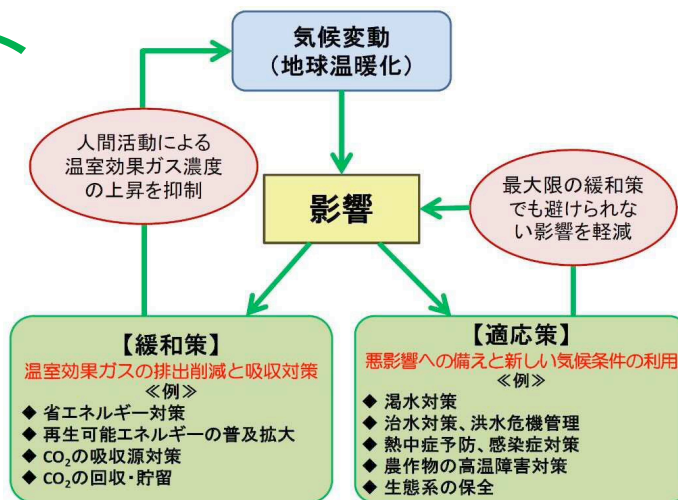 気候変動
(地球温暖化)
人間活動による
温室効果ガス濃度
の上昇を抑制
影響
最大限の緩和策
でも避けられな
い影響を軽減
【緩和策】
温室効果ガスの排出削減と吸収対策
≪例≫
◆ 省エネルギー対策
◆ 再生可能エネルギーの普及拡大
◆ CO₂の吸収源対策
◆ CO₂の回収・貯留
【適応策】
悪影響への備えと新しい気候条件の利用
≪例≫
◆ 渇水対策
◆ 治水対策、洪水危機管理
◆ 熱中症予防、感染症対策
◆ 農作物の高温障害対策
◆ 生態系の保全